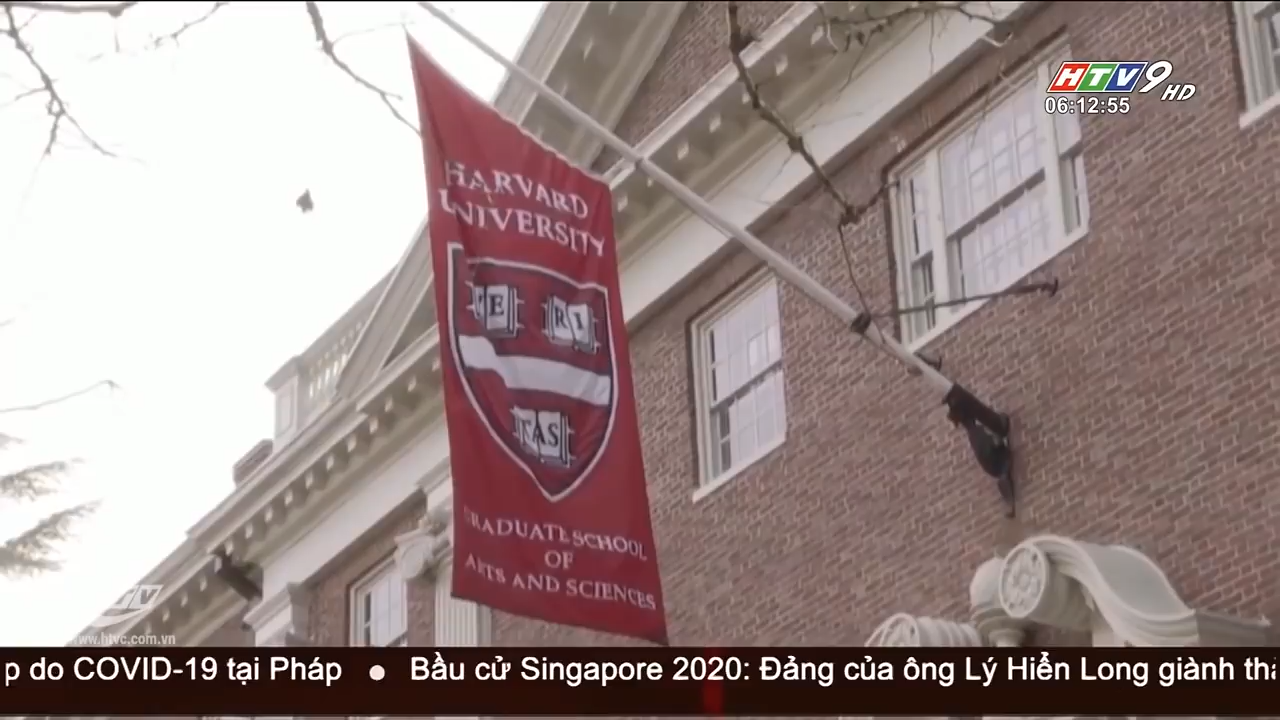 HTV9 HD
06:12:55
HARVARD
UNIVERSITY
VE RI
TAS
GRADUATE SCHOOL
OF
ARTS AND SCIENCES
HTV
www.htvc.com.vn
p do COVID-19 tại Pháp ● Bầu cử Singapore 2020: Đảng của ông Lý Hiển Long giành